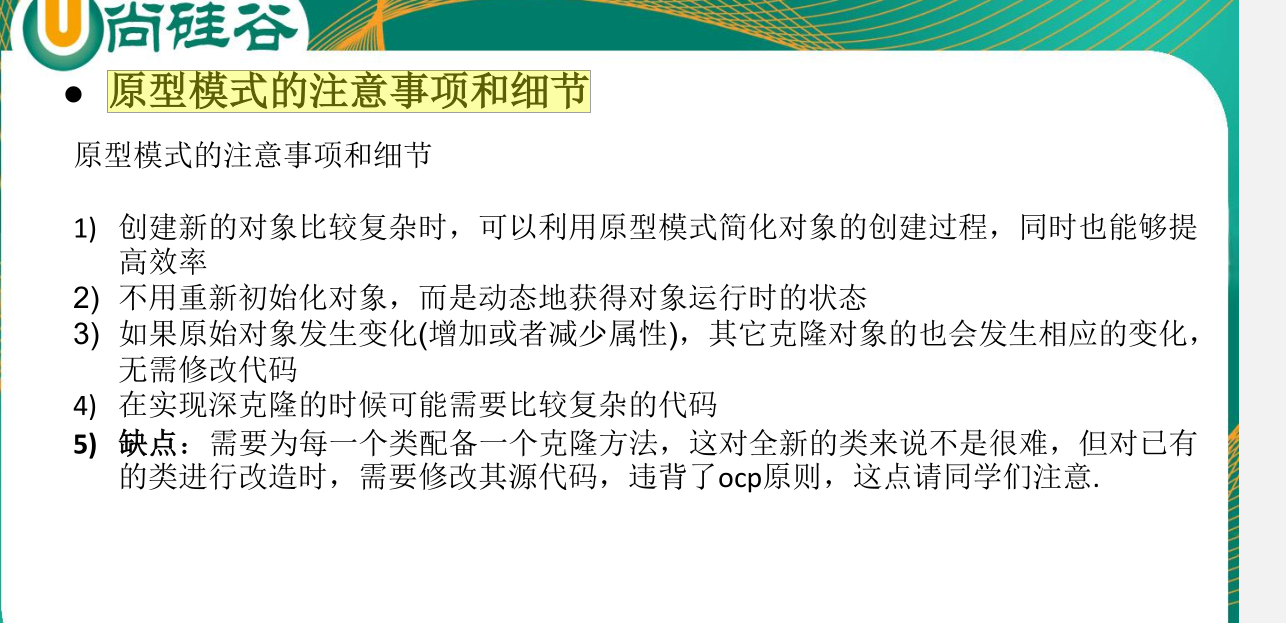 尚硅谷
● 原型模式的注意事项和细节
原型模式的注意事项和细节
1) 创建新的对象比较复杂时，可以利用原型模式简化对象的创建过程，同时也能够提
高效率
2) 不用重新初始化对象，而是动态地获得对象运行时的状态
3) 如果原始对象发生变化(增加或者减少属性)，其它克隆对象的也会发生相应的变化，
无需修改代码
4) 在实现深克隆的时候可能需要比较复杂的代码
5) 缺点：需要为每一个类配备一个克隆方法，这对全新的类来说不是很难，但对已有
的类进行改造时，需要修改其源代码，违背了ocp原则，这点请同学们注意.